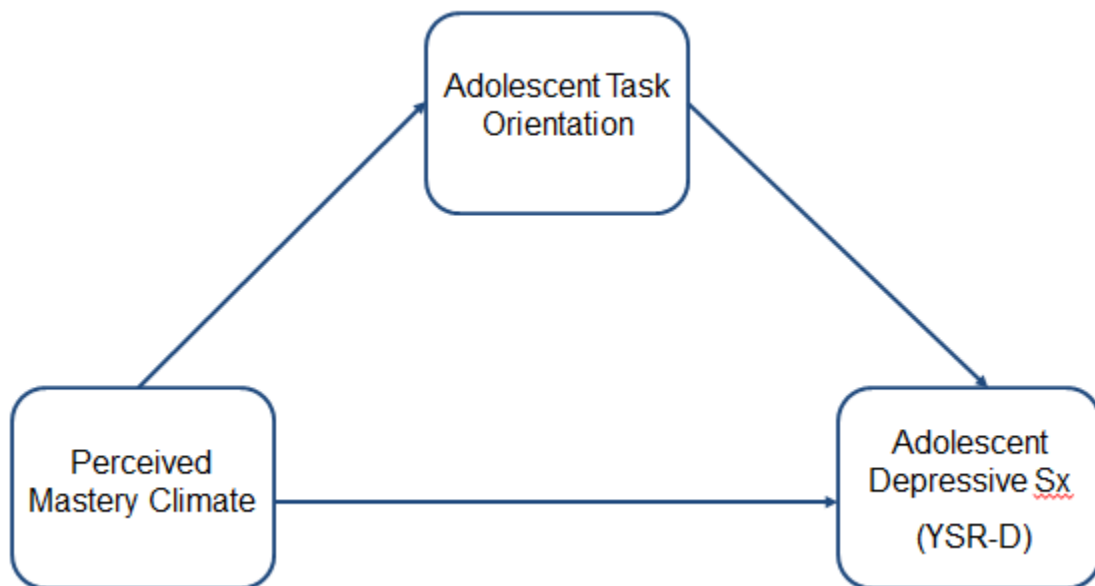 Adolescent Task
Orientation
Perceived
Mastery Climate
Adolescent
Depressive Sx
(YSR-D)